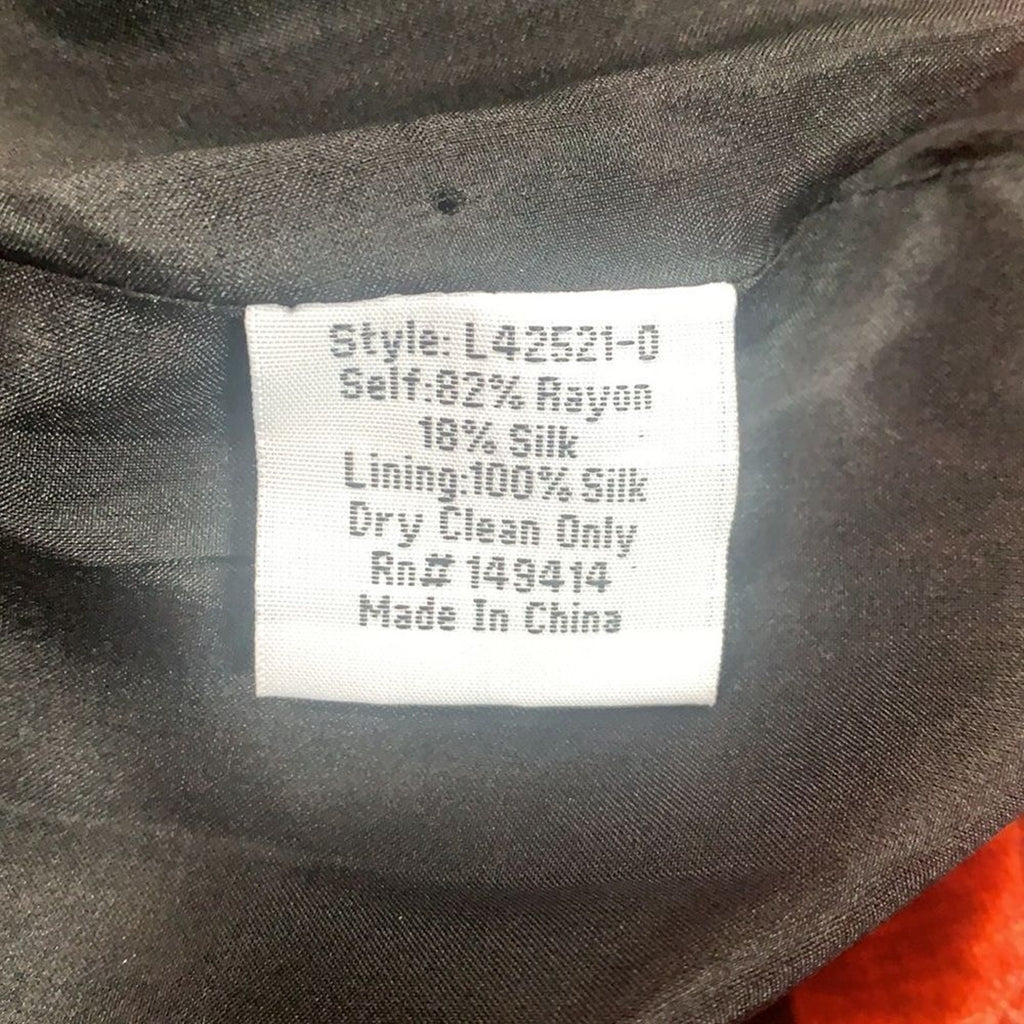 Style: L42521-0
Self:82% Rayon
18% Silk
Lining:100% Silk
Dry Clean Only
Rn# 149414
Made In China